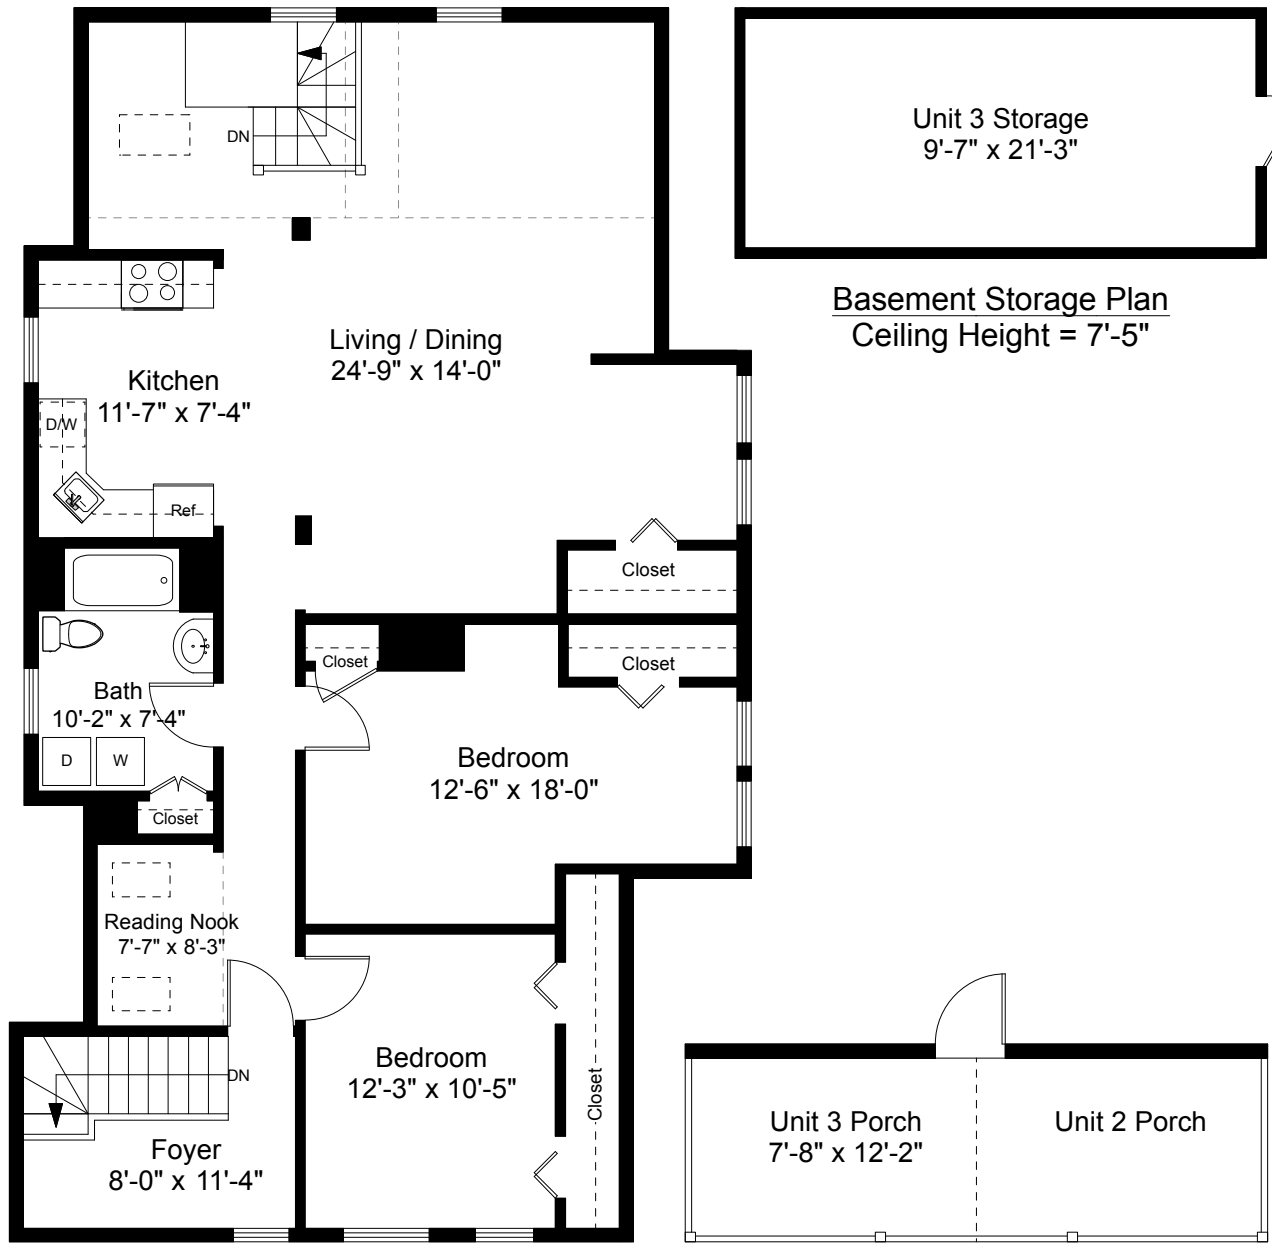 DN
Unit 3 Storage
9'-7" x 21'-3"
Basement Storage Plan
Ceiling Height = 7'-5"
Living / Dining
24'-9" x 14'-0"
Kitchen
11'-7" x 7'-4"
D/W
Ref
Closet
Closet
Closet
Bath
10'-2" x 7'-4"
D
W
Closet
Bedroom
12'-6" x 18'-0"
Reading Nook
7'-7" x 8'-3"
DN
Bedroom
12'-3" x 10'-5"
Closet
Foyer
8'-0" x 11'-4"
Unit 3 Porch
7'-8" x 12'-2"
Unit 2 Porch